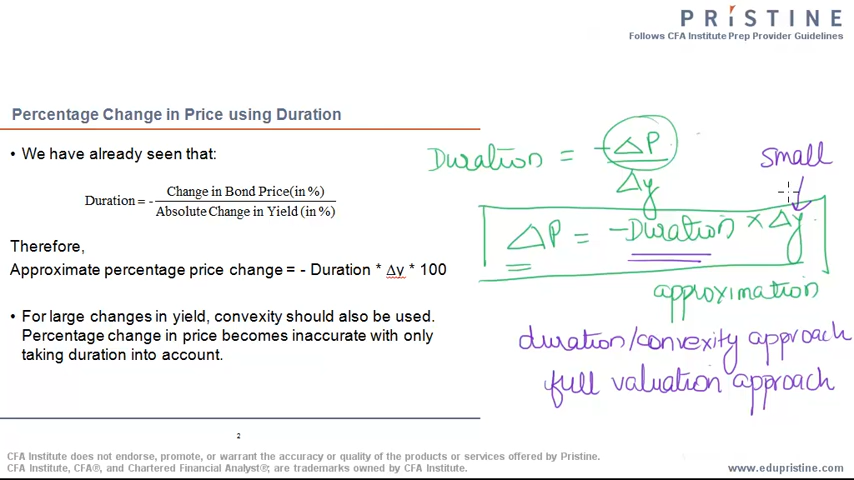 PRÍSTINE
Follows CFA Institute Prep Provider Guidelines
Percentage Change in Price using Duration
• We have already seen that:
Duration = - Change in Bond Price(in %)
Absolute Change in Yield (in %)
Therefore,
Approximate percentage price change = - Duration * Δy * 100
• For large changes in yield, convexity should also be used.
Percentage change in price becomes inaccurate with only
taking duration into account.
Duration = -ΔP
Δy
small
ΔP = -Duration × Δy
approximation
duration/convexity approach
full valuation approach
2
CFA Institute does not endorse, promote, or warrant the accuracy or quality of the products or services offered by Pristine.
CFA Institute, CFA®, and Chartered Financial Analyst®; are trademarks owned by CFA Institute.
www.edupristine.com